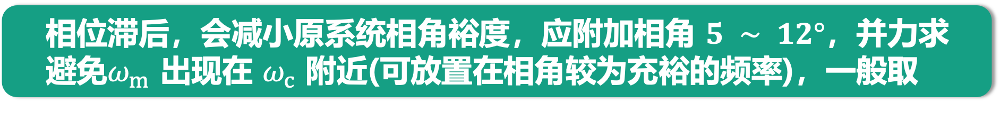 相位滞后，会减小原系统相角裕度，应附加相角 5 ~ 12°，并力求
避免ωm 出现在 ωc 附近(可放置在相角较为充裕的频率)，一般取